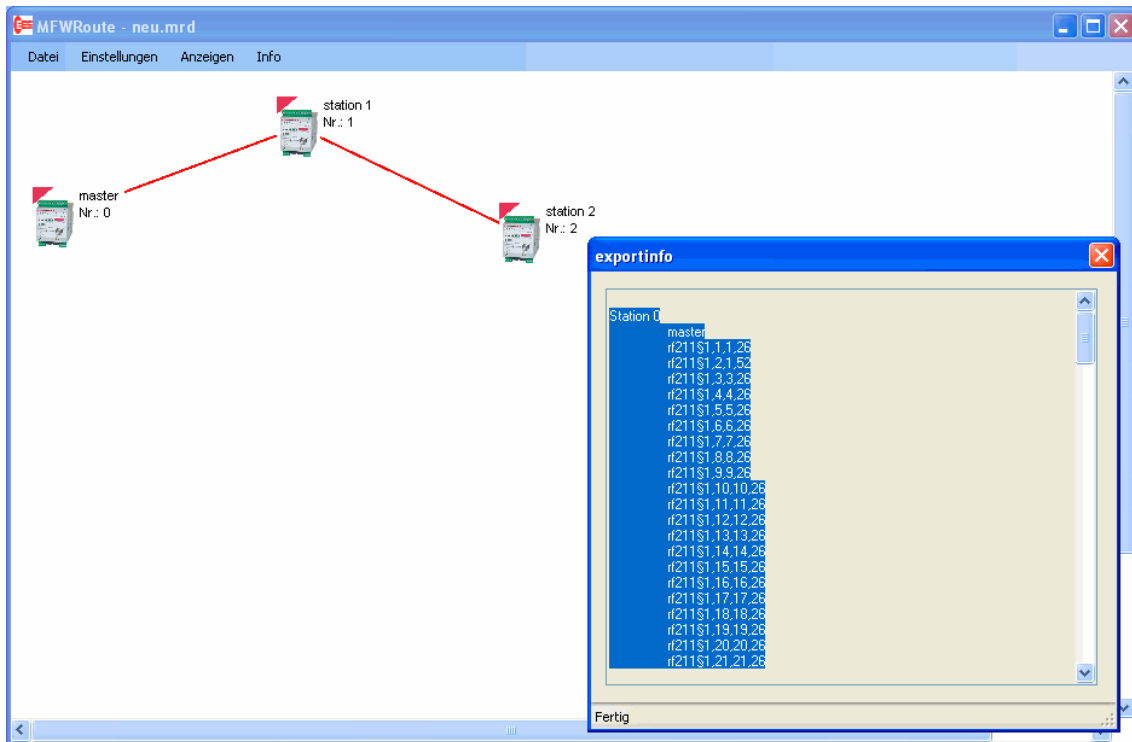 MFWRoute - neu.mrd
Datei Einstellungen Anzeigen Info
station 1
Nr.: 1
master
Nr.: 0
station 2
Nr.: 2
exportinfo
Station 0
master
rf211§1,1,1,26
rf211§1,2,1,52
rf211§1,3,3,26
rf211§1,4,4,26
rf211§1,5,5,26
rf211§1,6,6,26
rf211§1,7,7,26
rf211§1,8,8,26
rf211§1,9,9,26
rf211§1,10,10,26
rf211§1,11,11,26
rf211§1,12,12,26
rf211§1,13,13,26
rf211§1,14,14,26
rf211§1,15,15,26
rf211§1,16,16,26
rf211§1,17,17,26
rf211§1,18,18,26
rf211§1,19,19,26
rf211§1,20,20,26
rf211§1,21,21,26
Fertig